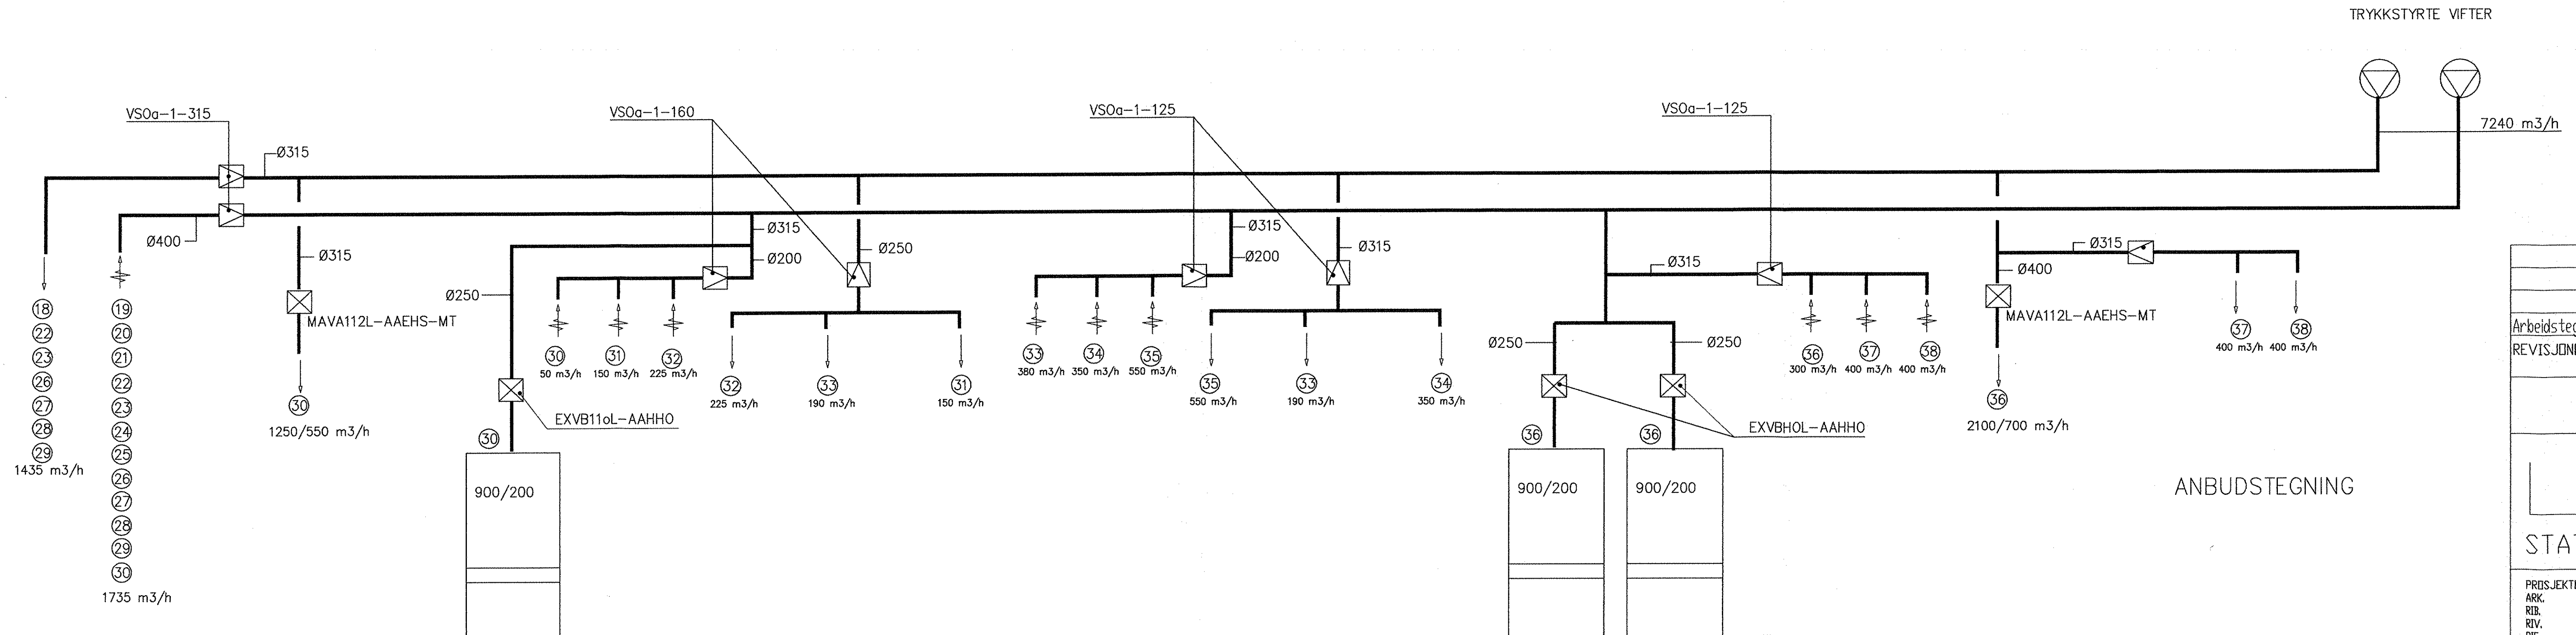 TRYKKSTYRTE VIFTER
VSOa-1-315
VSOa-1-160
VSOa-1-125
VSOa-1-125
7240 m3/h
Ø315
Ø400
Ø315
MAVA112L-AAEHS-MT
Ø315
Ø200
Ø250
Ø250
Ø315
Ø200
Ø315
Ø315
Ø315
Ø400
MAVA112L-AAEHS-MT
18
22
23
26
27
28
29
1435 m3/h
19
20
21
22
23
24
25
26
27
28
29
30
1735 m3/h
30
1250/550 m3/h
30
50 m3/h
31
150 m3/h
32
225 m3/h
32
225 m3/h
33
190 m3/h
31
150 m3/h
EXVB11oL-AAHHO
30
900/200
33
380 m3/h
34
350 m3/h
35
550 m3/h
35
550 m3/h
33
190 m3/h
34
350 m3/h
Ø250
Ø250
36
300 m3/h
37
400 m3/h
38
400 m3/h
EXVBHOL-AAHHO
36
36
900/200
900/200
36
2100/700 m3/h
37
400 m3/h
38
400 m3/h
ANBUDSTEGNING
Arbeidsteg
REVISJON
STAT
PROSJEKTE
ARK.
RIB.
RIV.